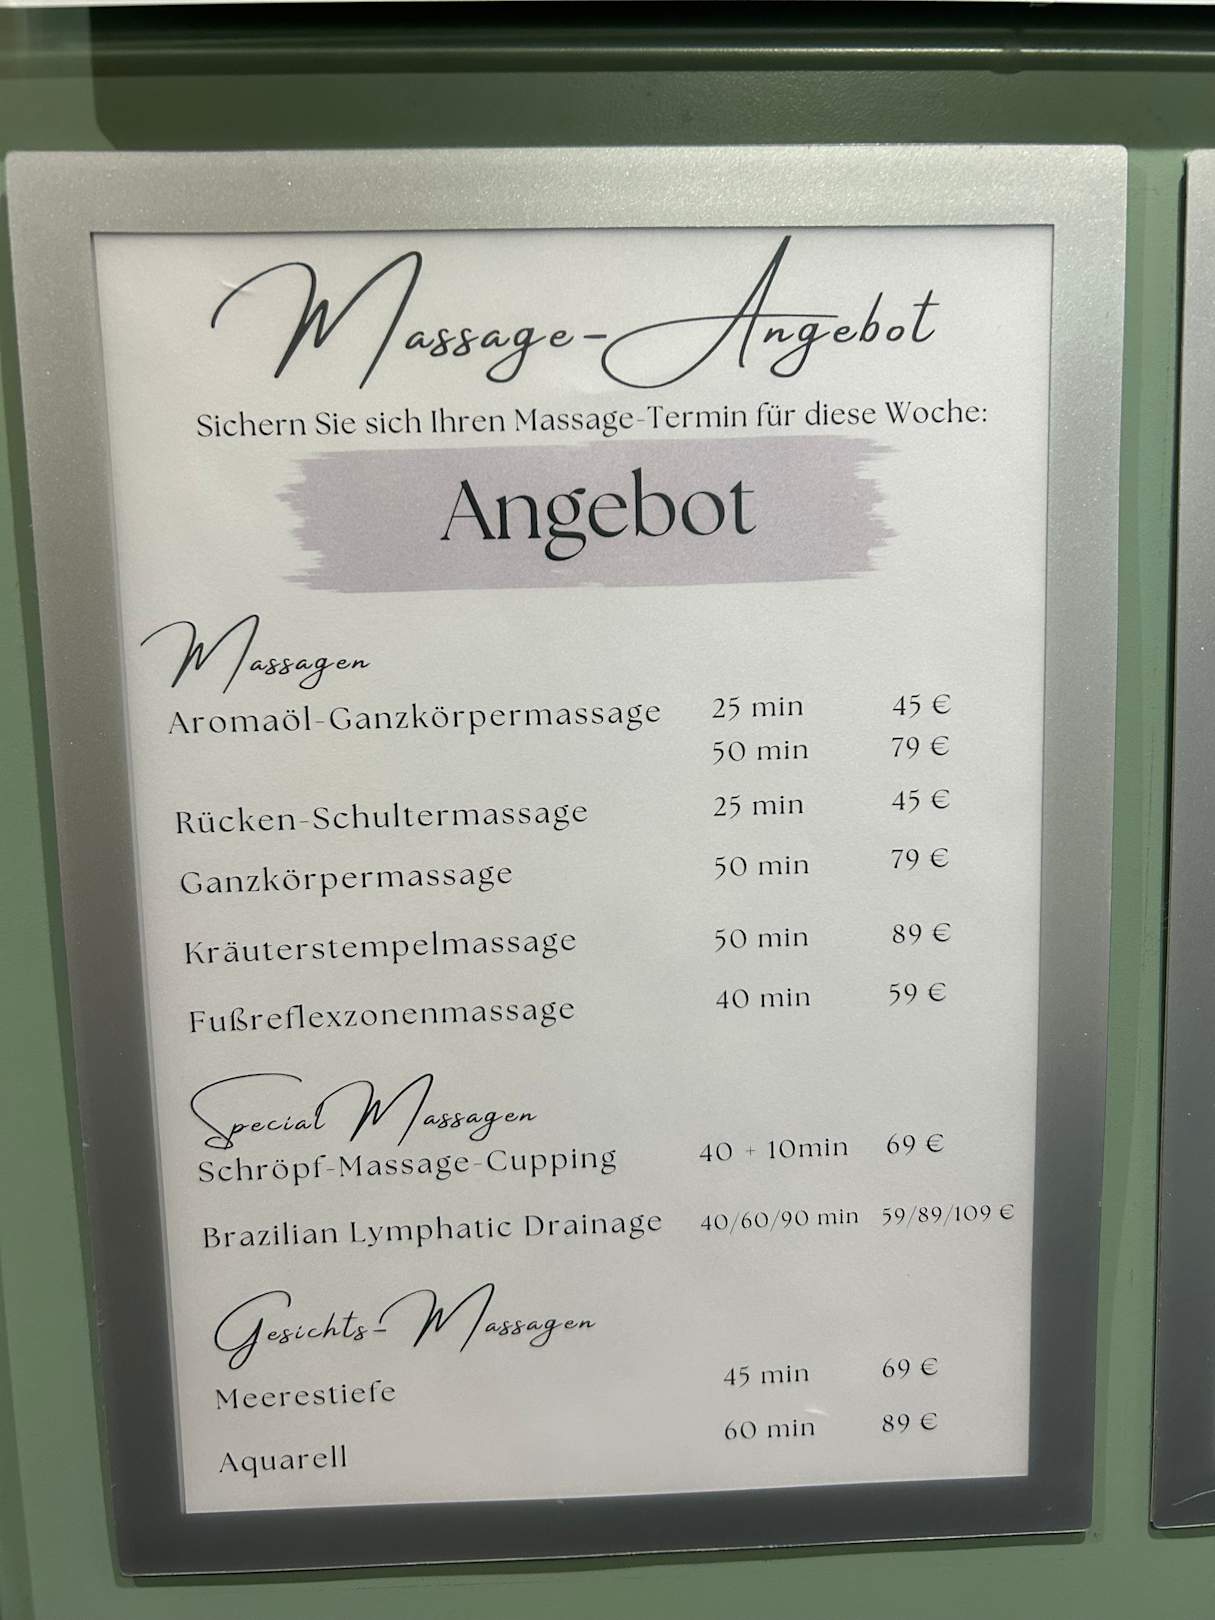 Massage-Angebot
Sichern Sie sich Ihren Massage-Termin für diese Woche:
Angebot
Massagen
Aromaöl-Ganzkörpermassage 25 min 45 €
50 min 79 €
Rücken-Schultermassage 25 min 45 €
Ganzkörpermassage 50 min 79 €
Kräuterstempelmassage 50 min 89 €
Fußreflexzonenmassage 40 min 59 €
Special Massagen
Schröpf-Massage-Cupping 40 + 10min 69 €
Brazilian Lymphatic Drainage 40/60/90 min 59/89/109 €
Gesichts-Massagen
Meerestiefe 45 min 69 €
Aquarell 60 min 89 €